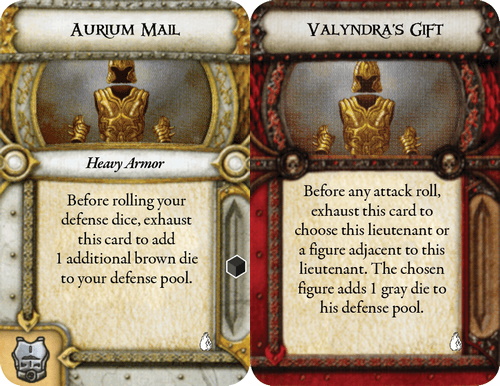 Aurium Mail
Heavy Armor
Before rolling your
defense dice, exhaust
this card to add
1 additional brown die
to your defense pool.
Valyndra's Gift
Before any attack roll,
exhaust this card to
choose this lieutenant or
a figure adjacent to this
lieutenant. The chosen
figure adds 1 gray die to
his defense pool.